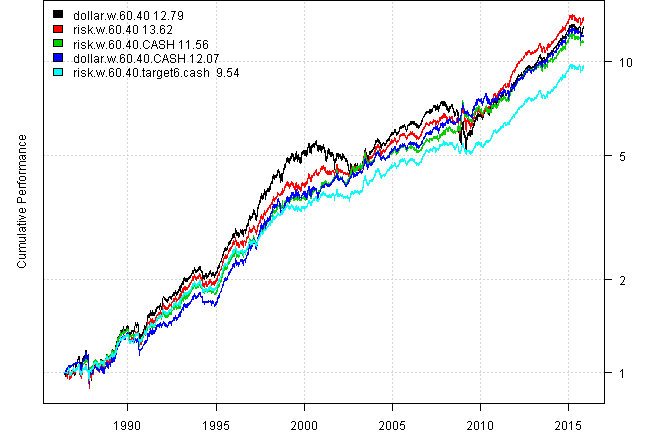 dollar.w.60.40 12.79
risk.w.60.40 13.62
risk.w.60.40.CASH 11.56
dollar.w.60.40.CASH 12.07
risk.w.60.40.target6.cash 9.54
Cumulative Performance
10
5
2
1
1990 1995 2000 2005 2010 2015